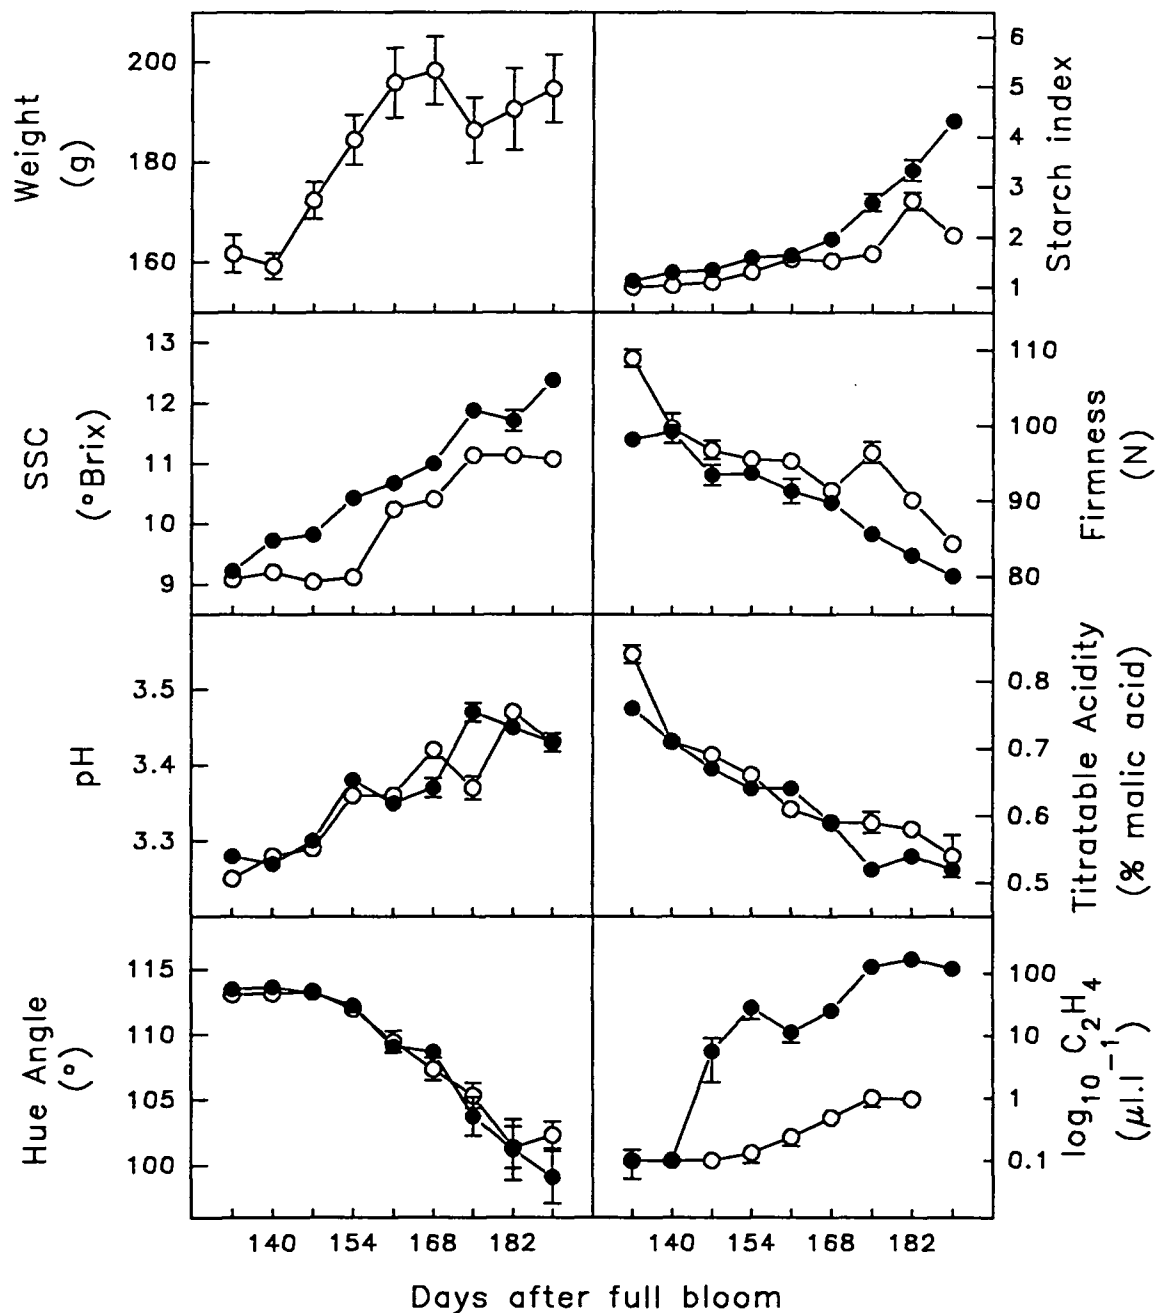 Weight
(g)
200
180
160
6
5
4
3
2
1
Starch index
SSC
(°Brix)
13
12
11
10
9
110
100
90
80
Firmness
(N)
pH
3.5
3.4
3.3
0.8
0.7
0.6
0.5
Titratable Acidity
(% malic acid)
Hue Angle
(°)
115
110
105
100
100
10
1
0.1
log10 C2H4
(μl.l−1)
140 154 168 182 140 154 168 182
Days after full bloom